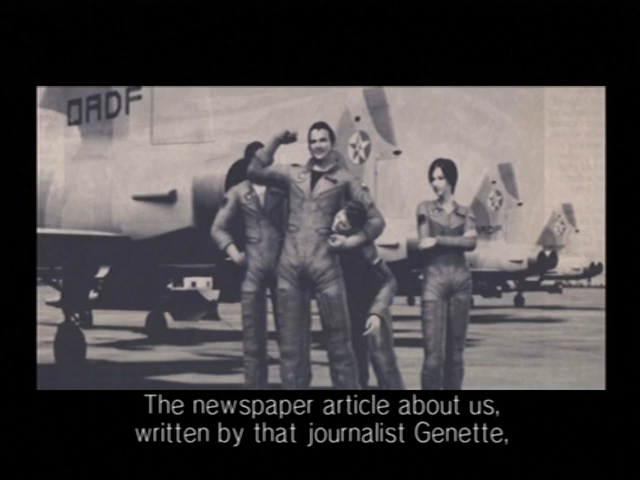 OADF
The newspaper article about us,
written by that journalist Genette,